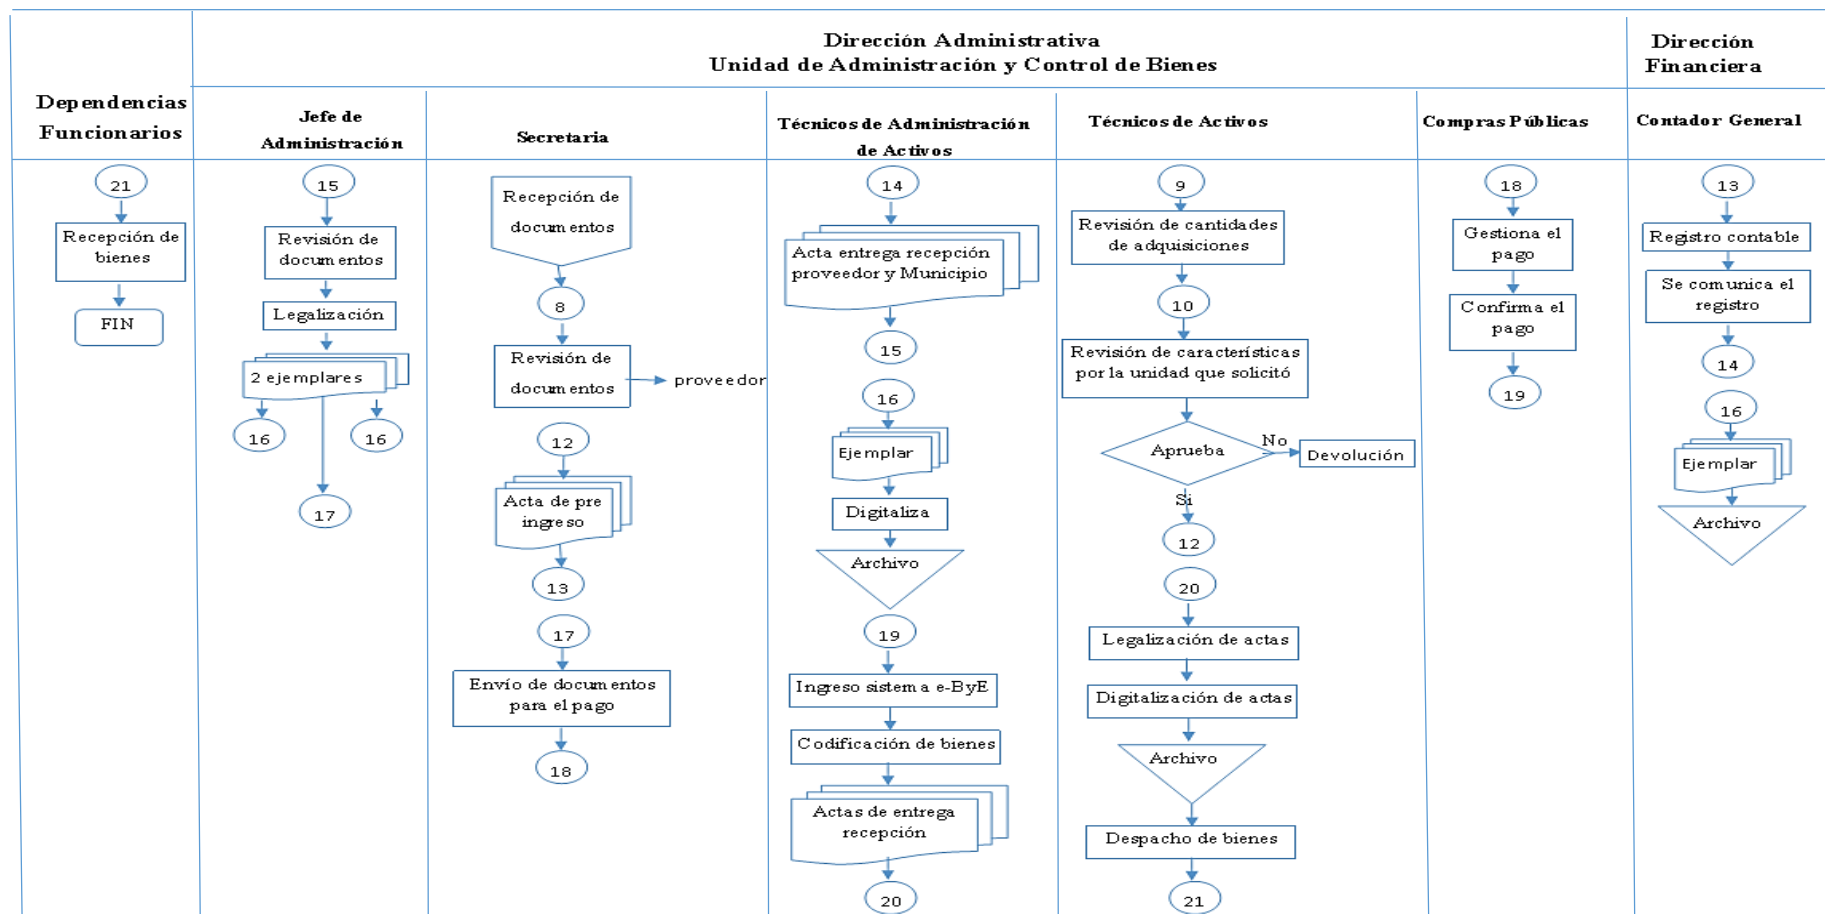 Dirección Administrativa
Unidad de Administración y Control de Bienes
Dirección
Financiera
Dependencias
Funcionarios
Jefe de
Administración
Secretaria
Técnicos de Administración
de Activos
Técnicos de Activos
Compras Públicas
Contador General
21
Recepción de
bienes
FIN
15
Revisión de
documentos
Legalización
2 ejemplares
16
16
17
Recepción de
documentos
8
Revisión de
documentos
proveedor
12
Acta de pre
ingreso
13
17
Envío de documentos
para el pago
18
14
Acta entrega recepción
proveedor y Municipio
15
16
Ejemplar
Digitaliza
Archivo
19
Ingreso sistema e-ByE
Codificación de bienes
Actas de entrega
recepción
20
9
Revisión de cantidades
de adquisiciones
10
Revisión de características
por la unidad que solicitó
Aprueba
No
Devolución
Si
12
20
Legalización de actas
Digitalización de actas
Archivo
Despacho de bienes
21
18
Gestiona el
pago
Confirma el
pago
19
13
Registro contable
Se comunica el
registro
14
16
Ejemplar
Archivo